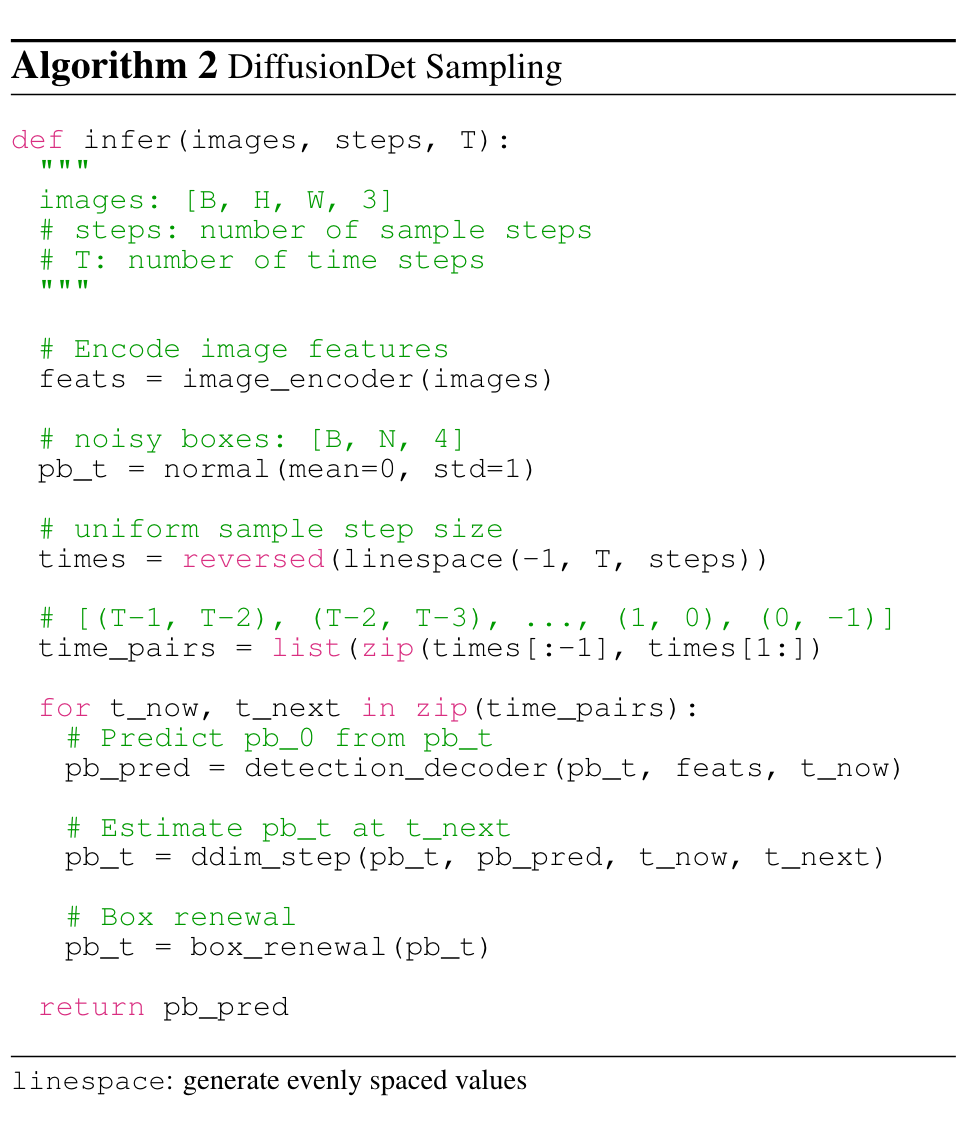 Algorithm 2 DiffusionDet Sampling
def infer(images, steps, T):
"""
images: [B, H, W, 3]
# steps: number of sample steps
# T: number of time steps
"""
# Encode image features
feats = image_encoder(images)
# noisy boxes: [B, N, 4]
pb_t = normal(mean=0, std=1)
# uniform sample step size
times = reversed(linespace(-1, T, steps))
# [(T-1, T-2), (T-2, T-3), ..., (1, 0), (0, -1)]
time_pairs = list(zip(times[:-1], times[1:])
for t_now, t_next in zip(time_pairs):
# Predict pb_0 from pb_t
pb_pred = detection_decoder(pb_t, feats, t_now)
# Estimate pb_t at t_next
pb_t = ddim_step(pb_t, pb_pred, t_now, t_next)
# Box renewal
pb_t = box_renewal(pb_t)
return pb_pred
linespace: generate evenly spaced values